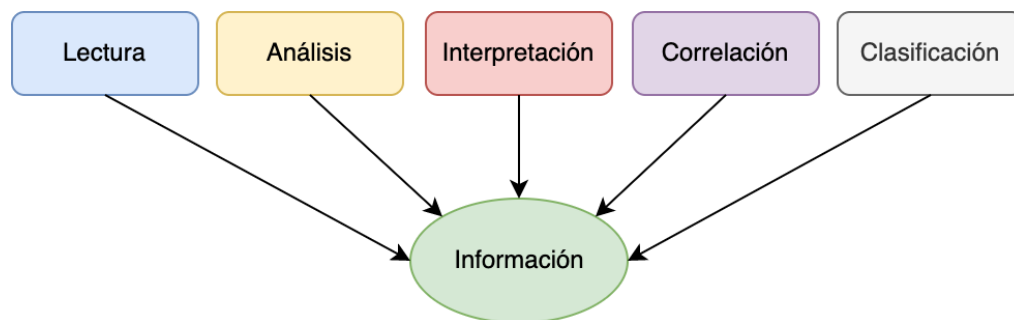 Lectura
Análisis
Interpretación
Correlación
Clasificación
Información